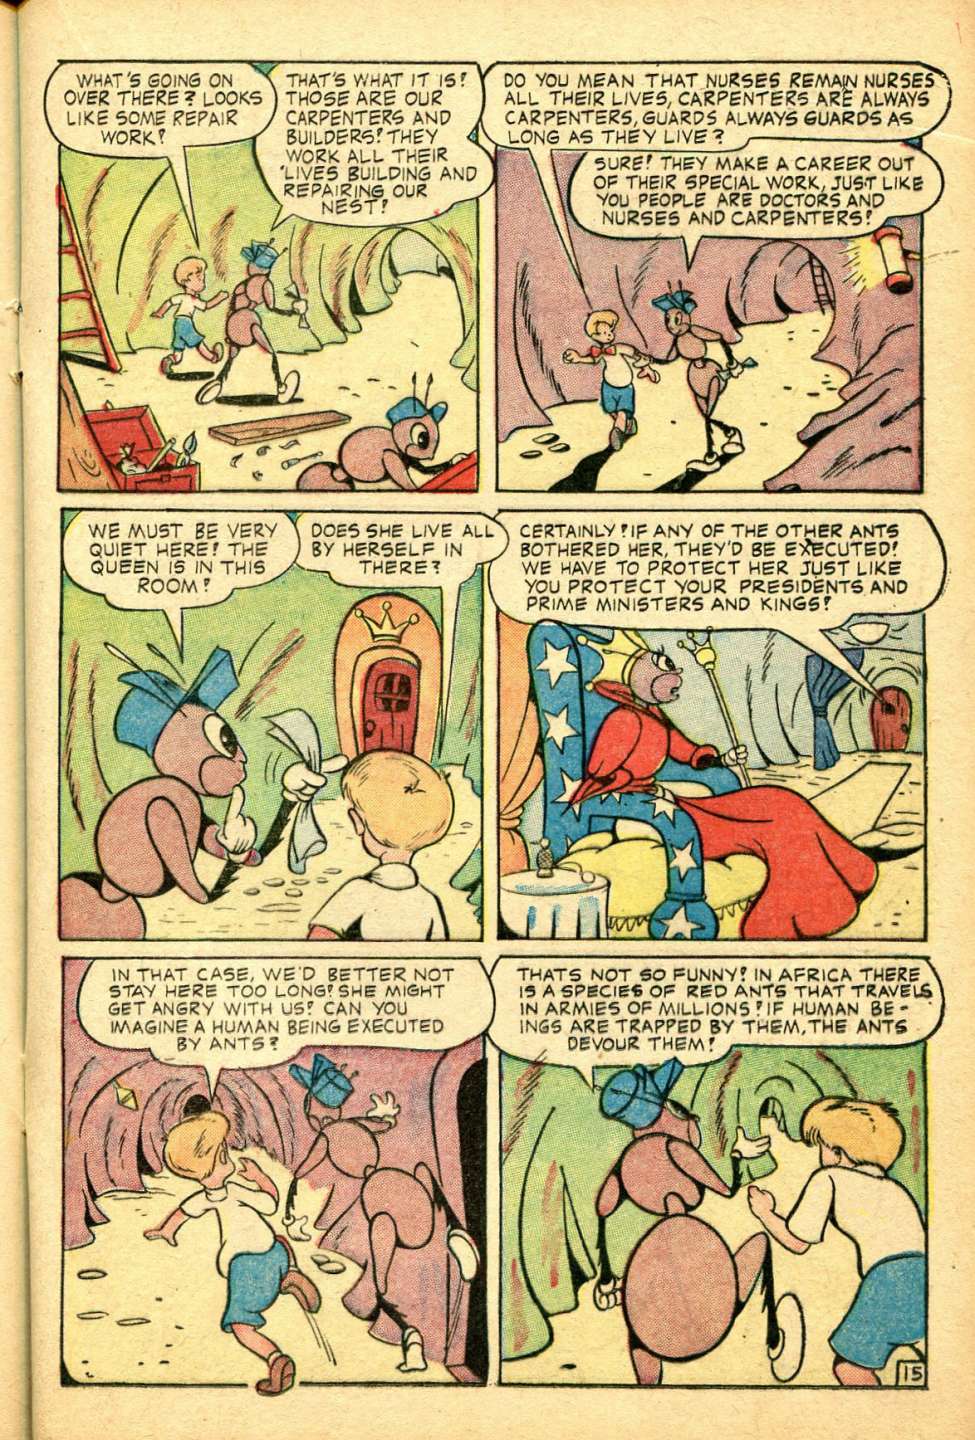 WHAT'S GOING ON
OVER THERE? LOOKS
LIKE SOME REPAIR
WORK?
THAT'S WHAT IT IS!
THOSE ARE OUR
CARPENTERS AND
BUILDERS! THEY
WORK ALL THEIR
LIVES BUILDING AND
REPAIRING OUR
NEST!
DO YOU MEAN THAT NURSES REMAIN NURSES
ALL THEIR LIVES, CARPENTERS ARE ALWAYS
CARPENTERS, GUARDS ALWAYS GUARDS AS
LONG AS THEY LIVE?
SURE! THEY MAKE A CAREER OUT
OF THEIR SPECIAL WORK, JUST LIKE
YOU PEOPLE ARE DOCTORS AND
NURSES AND CARPENTERS!
WE MUST BE VERY
QUIET HERE! THE
QUEEN IS IN THIS
ROOM!
DOES SHE LIVE ALL
BY HERSELF IN
THERE?
CERTAINLY! IF ANY OF THE OTHER ANTS
BOTHERED HER, THEY'D BE EXECUTED!
WE HAVE TO PROTECT HER JUST LIKE
YOU PROTECT YOUR PRESIDENTS AND
PRIME MINISTERS AND KINGS!
IN THAT CASE, WE'D BETTER NOT
STAY HERE TOO LONG! SHE MIGHT
GET ANGRY WITH US! CAN YOU
IMAGINE A HUMAN BEING EXECUTED
BY ANTS?
THATS NOT SO FUNNY! IN AFRICA THERE
IS A SPECIES OF RED ANTS THAT TRAVELS
IN ARMIES OF MILLIONS! IF HUMAN BE-
INGS ARE TRAPPED BY THEM, THE ANTS
DEVOUR THEM!
15